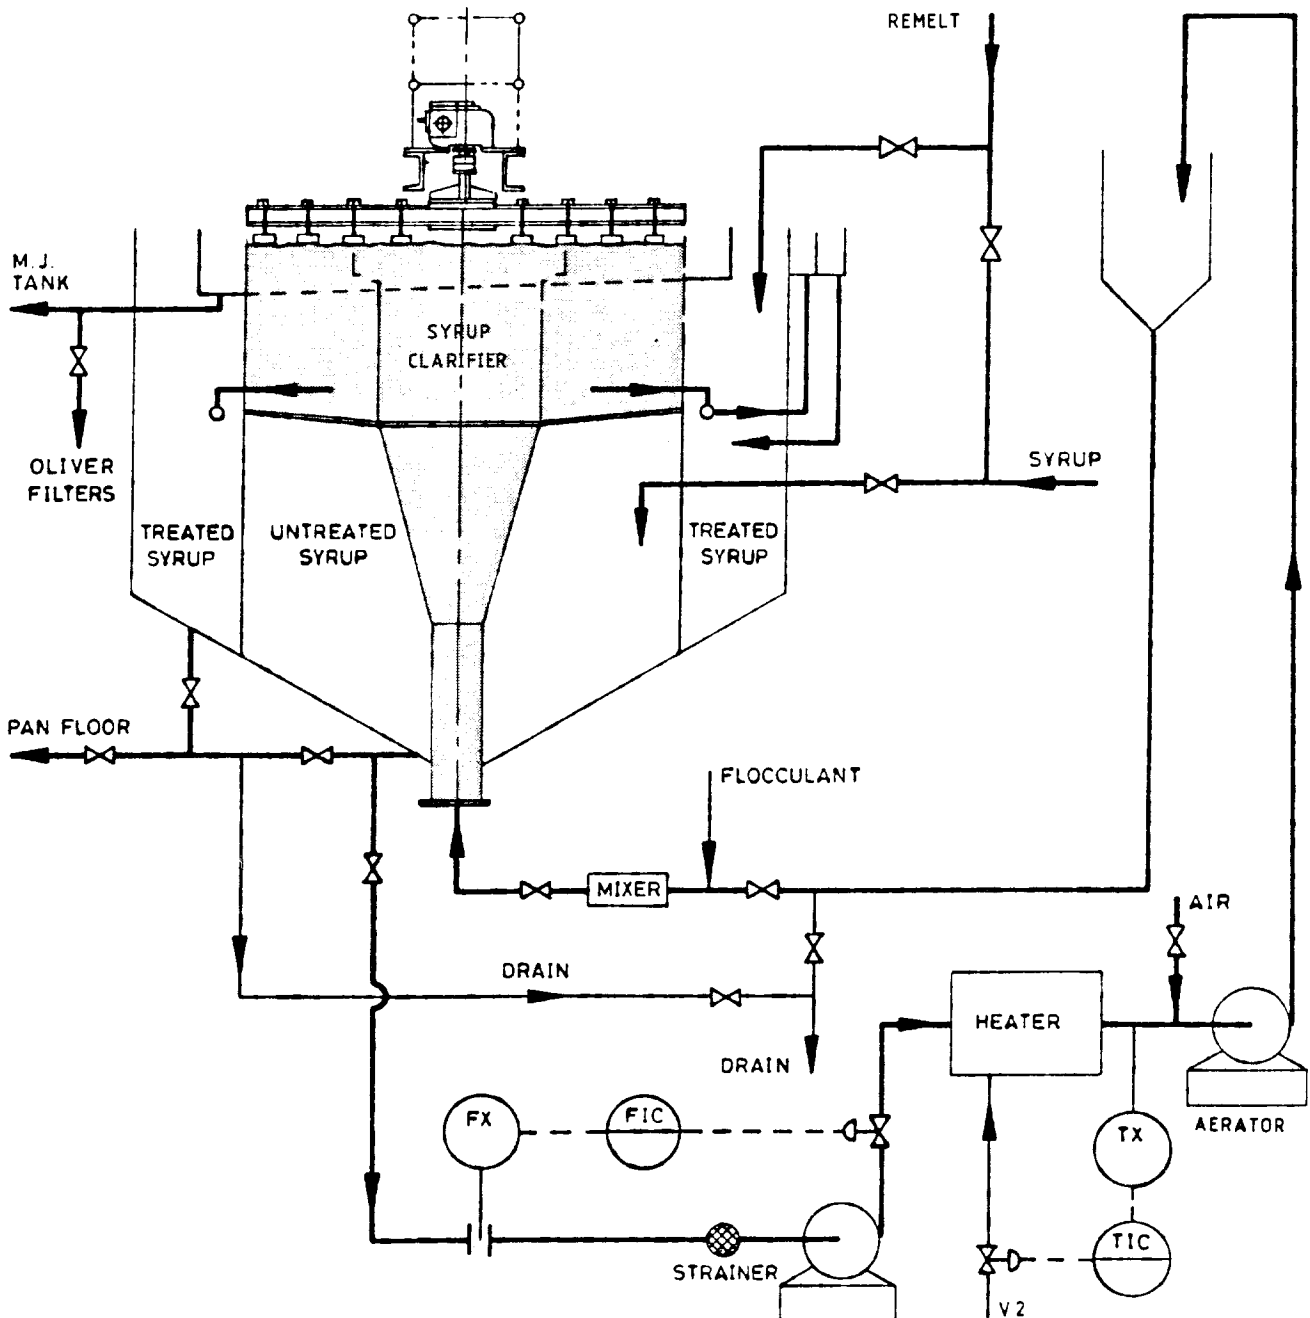 REMELT
M.J.
TANK
SYRUP
CLARIFIER
OLIVER
FILTERS
SYRUP
TREATED
SYRUP
UNTREATED
SYRUP
TREATED
SYRUP
PAN FLOOR
FLOCCULANT
MIXER
AIR
DRAIN
HEATER
DRAIN
FX
FIC
TX
AERATOR
STRAINER
TIC
V2